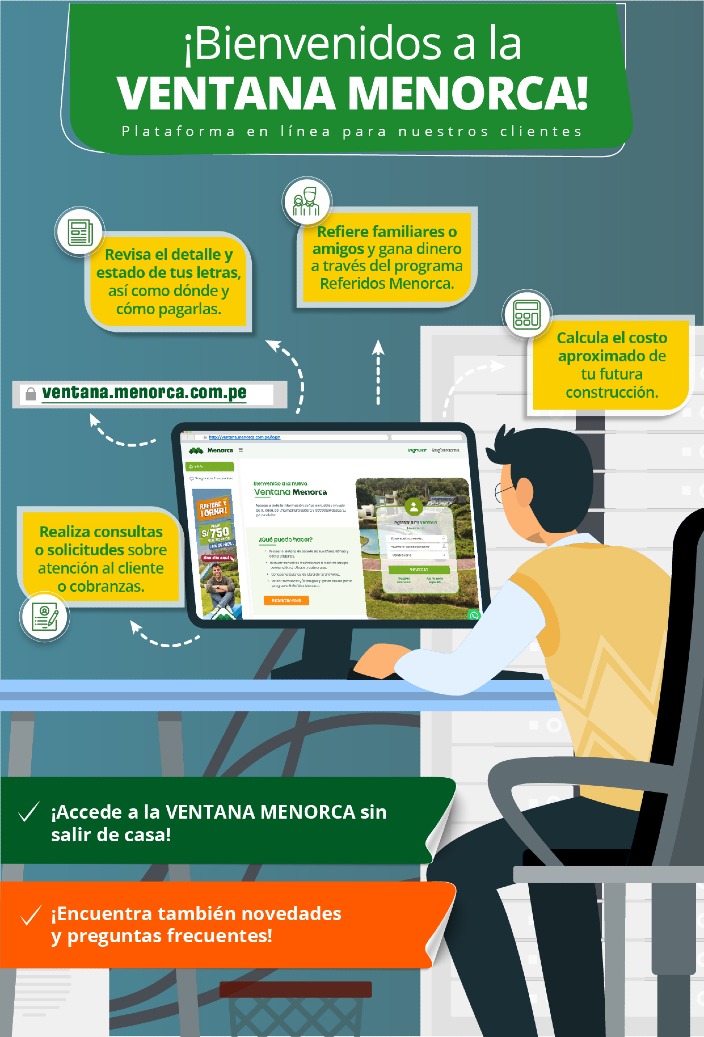 ¡Bienvenidos a la
VENTANA MENORCA!
Plataforma en línea para nuestros clientes
Revisa el detalle y
estado de tus letras,
así como dónde y
cómo pagarlas.
Refiere familiares o
amigos y gana dinero
a través del programa
Referidos Menorca.
Calcula el costo
aproximado de
tu futura
construcción.
ventana.menorca.com.pe
Realiza consultas
o solicitudes sobre
atención al cliente
o cobranzas.
Menorca
Bienvenido a la nueva
Ventana Menorca
¿Qué puedo hacer?
REFIERE Y
GANA!
S/ 750
¡Accede a la VENTANA MENORCA sin
salir de casa!
¡Encuentra también novedades
y preguntas frecuentes!